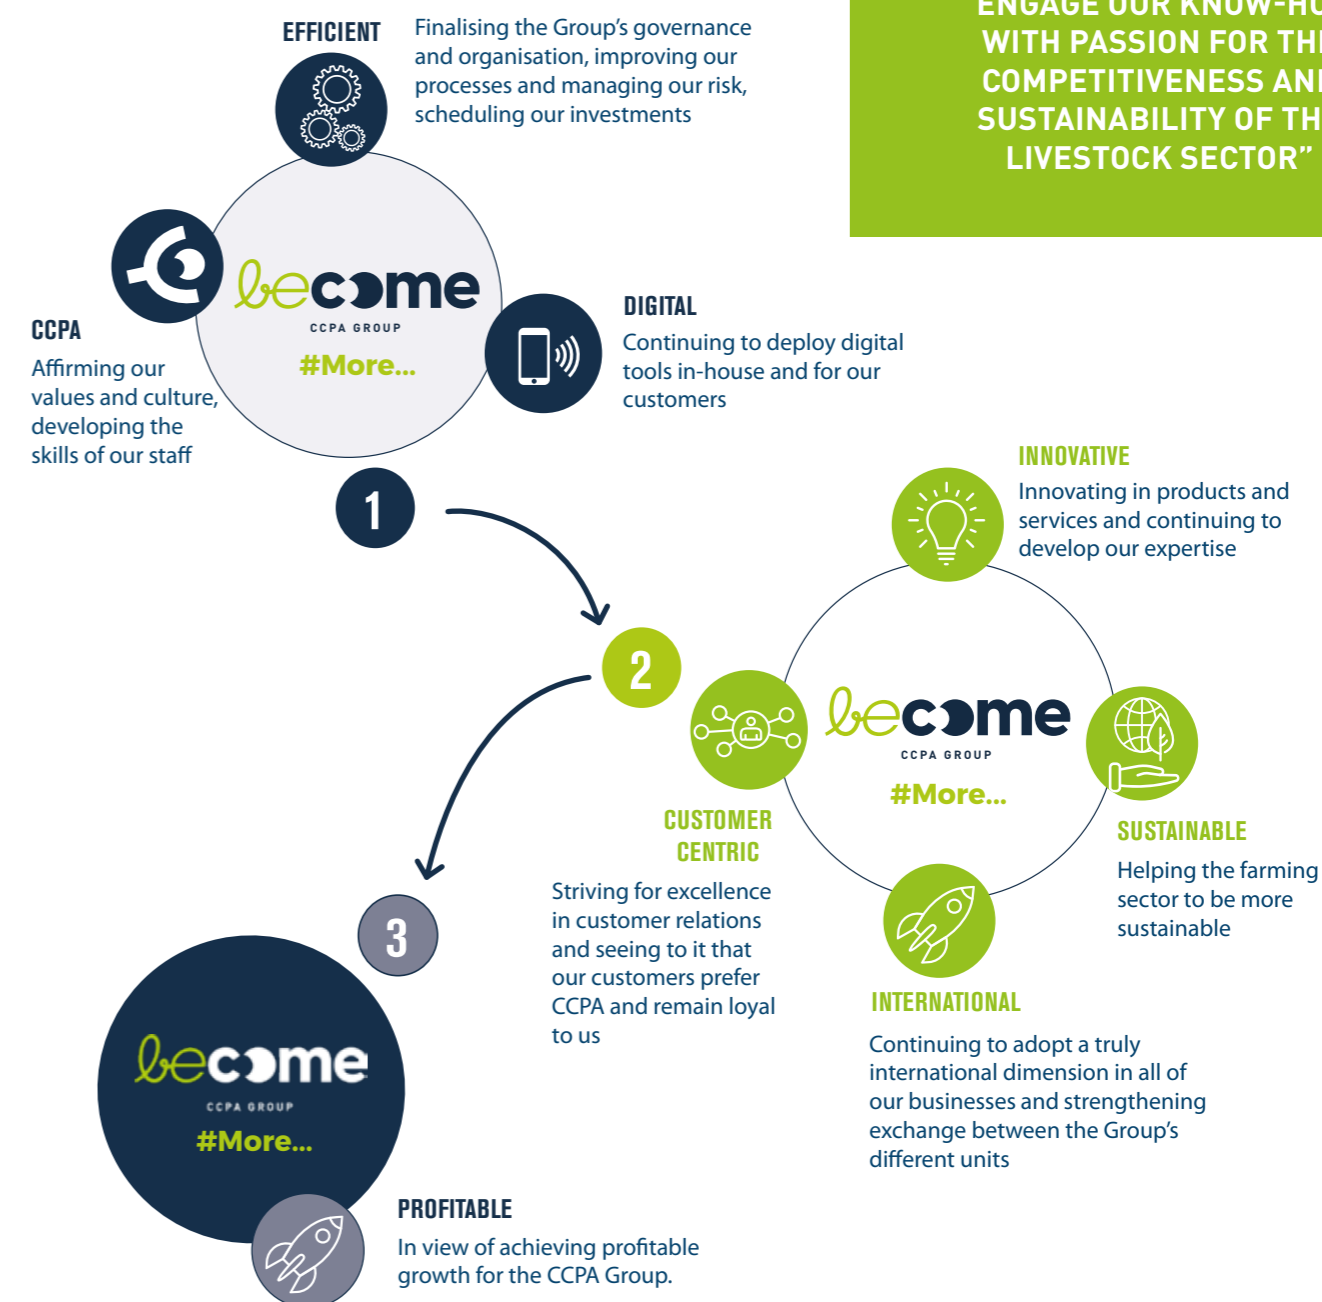 EFFICIENT
Finalising the Group’s governance
and organisation, improving our
processes and managing our risk,
scheduling our investments
WITH PASSION FOR
COMPETITIVENESS
SUSTAINABILITY OF
LIVESTOCK SECTOR”
become
CCPA GROUP
#More...
CCPA
Affirming our
values and culture,
developing the
skills of our staff
DIGITAL
Continuing to deploy digital
tools in-house and for our
customers
1
INNOVATIVE
Innovating in products and
services and continuing to
develop our expertise
2
become
CCPA GROUP
#More...
CUSTOMER
CENTRIC
Striving for excellence
in customer relations
and seeing to it that
our customers prefer
CCPA and remain loyal
to us
SUSTAINABLE
Helping the farming
sector to be more
sustainable
INTERNATIONAL
Continuing to adopt a truly
international dimension in all of
our businesses and strengthening
exchange between the Group’s
different units
3
become
CCPA GROUP
#More...
PROFITABLE
In view of achieving profitable
growth for the CCPA Group.